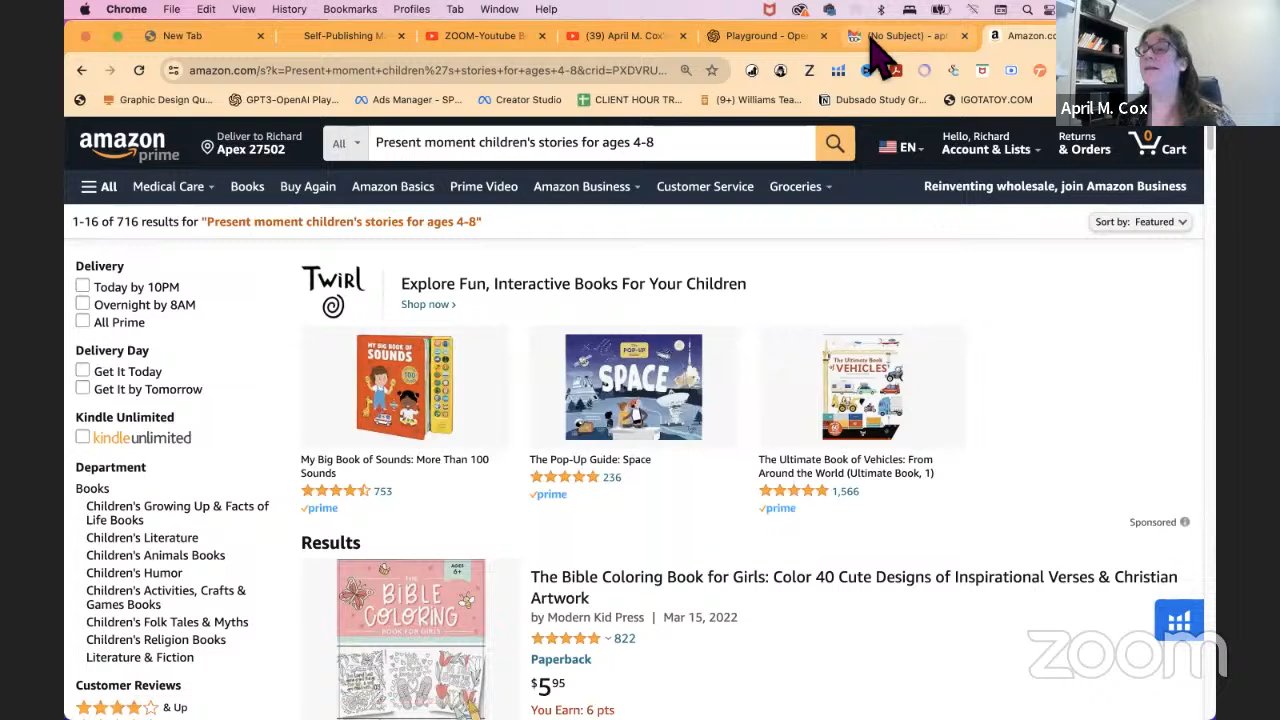 Chrome File Edit View History Bookmarks Profiles Tab Window Help
New Tab
Self-Publishing M
ZOOM-Youtube B
(39) April M. Cox'
Playground - Ope
(No Subject) - apr
Amazon.co
amazon.com/s?k=Present+moment+children%27s+stories+for+ages+4-8&crid=PXDVRU...
Graphic Design Qu...
GPT3-OpenAI Play...
Ads Manager - SP...
Creator Studio
CLIENT HOUR TR...
(9+) Williams Tea...
Dubsado Study Gr...
IGOTATOY.COM
April M. Cox
amazon
prime
Deliver to Richard
Apex 27502
All
Present moment children's stories for ages 4-8
EN
Hello, Richard
Account & Lists
Returns
& Orders
0
Cart
All Medical Care Books Buy Again Amazon Basics Prime Video Amazon Business Customer Service Groceries
Reinventing wholesale, join Amazon Business
1-16 of 716 results for "Present moment children's stories for ages 4-8"
Sort by: Featured
Delivery
Today by 10PM
Overnight by 8AM
All Prime
Delivery Day
Get It Today
Get It by Tomorrow
Kindle Unlimited
kindleunlimited
Department
Books
Children's Growing Up & Facts of
Life Books
Children's Literature
Children's Animals Books
Children's Humor
Children's Activities, Crafts &
Games Books
Children's Folk Tales & Myths
Children's Religion Books
Literature & Fiction
Customer Reviews
& Up
TWIRL
Explore Fun, Interactive Books For Your Children
Shop now ›
MY BIG BOOK OF
SOUNDS
POP-UP
SPACE
The Ultimate Book
of VEHICLES
My Big Book of Sounds: More Than 100
Sounds
753
prime
The Pop-Up Guide: Space
236
prime
The Ultimate Book of Vehicles: From
Around the World (Ultimate Book, 1)
1,566
prime
Sponsored
Results
AGES
6+
THE
BIBLE
COLORING
BOOK FOR GIRLS
The Bible Coloring Book for Girls: Color 40 Cute Designs of Inspirational Verses & Christian
Artwork
by Modern Kid Press | Mar 15, 2022
822
Paperback
$5 95
You Earn: 6 pts
zoom